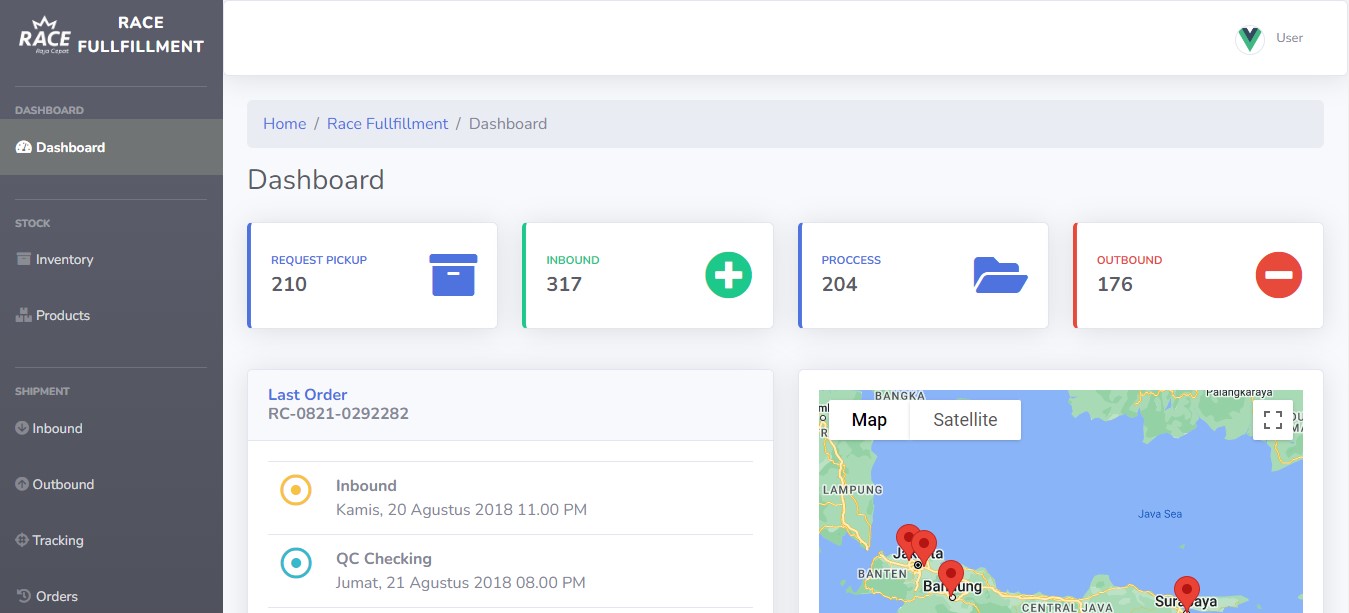 RACE
Raja Cepat
RACE
FULLFILLMENT
DASHBOARD
Dashboard
STOCK
Inventory
Products
SHIPMENT
Inbound
Outbound
Tracking
Orders
User
Home / Race Fullfillment / Dashboard
Dashboard
REQUEST PICKUP
210
INBOUND
317
PROCCESS
204
OUTBOUND
176
Last Order
RC-0821-0292282
Inbound
Kamis, 20 Agustus 2018 11.00 PM
QC Checking
Jumat, 21 Agustus 2018 08.00 PM
BANGKA
Palangkaraya
Map
Satellite
LAMPUNG
Java Sea
Jakarta
BANTEN
Bandung
CENTRAL JAVA
Surabaya